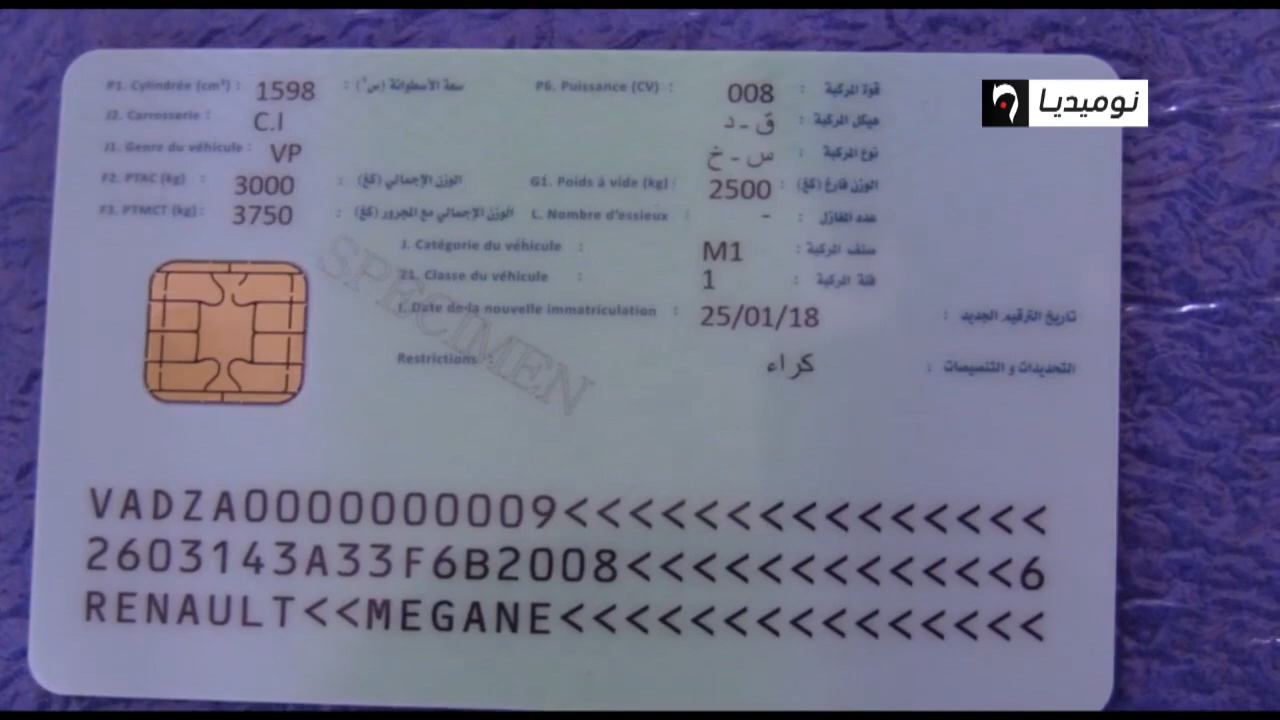 نوميديا
P1. Cylindrée (cm³) : 1598 سعة الأسطوانة (س³) : P6. Puissance (CV) : 008 قوة المركبة :
J2. Carrosserie : C.I ق - د هيكل المركبة :
J1. Genre du véhicule : VP س - خ نوع المركبة :
F2. PTAC (kg) : 3000 الوزن الإجمالي (كغ) : G1. Poids à vide (kg) : 2500 الوزن فارغ (كغ) :
F3. PTMCT (kg) : 3750 الوزن الإجمالي مع المجرور (كغ) : L. Nombre d'essieux : - عدد المغازل :
J. Catégorie du véhicule : M1 صنف المركبة :
21. Classe du véhicule : 1 فئة المركبة :
I. Date de la nouvelle immatriculation : 25/01/18 تاريخ الترقيم الجديد :
Restrictions : كراء التحديدات و التنصيصات :
SPECIMEN
VADZA0000000009<<<<<<<<<<<<<<<
2603143A33F6B2008<<<<<<<<<<<<6
RENAULT<<MEGANE<<<<<<<<<<<<<<<